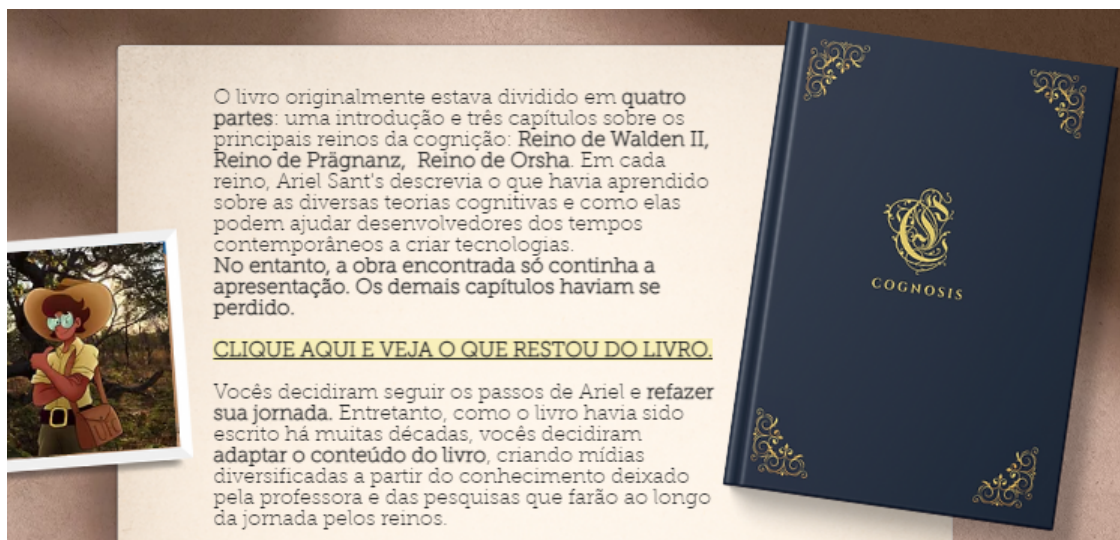 O livro originalmente estava dividido em quatro
partes: uma introdução e três capítulos sobre os
principais reinos da cognição: Reino de Walden II,
Reino de Prägnanz,  Reino de Orsha. Em cada
reino, Ariel Sant's descrevia o que havia aprendido
sobre as diversas teorias cognitivas e como elas
podem ajudar desenvolvedores dos tempos
contemporâneos a criar tecnologias.
No entanto, a obra encontrada só continha a
apresentação. Os demais capítulos haviam se
perdido.
CLIQUE AQUI E VEJA O QUE RESTOU DO LIVRO.
Vocês decidiram seguir os passos de Ariel e refazer
sua jornada. Entretanto, como o livro havia sido
escrito há muitas décadas, vocês decidiram
adaptar o conteúdo do livro, criando mídias
diversificadas a partir do conhecimento deixado
pela professora e das pesquisas que farão ao longo
da jornada pelos reinos.
COGNOSIS